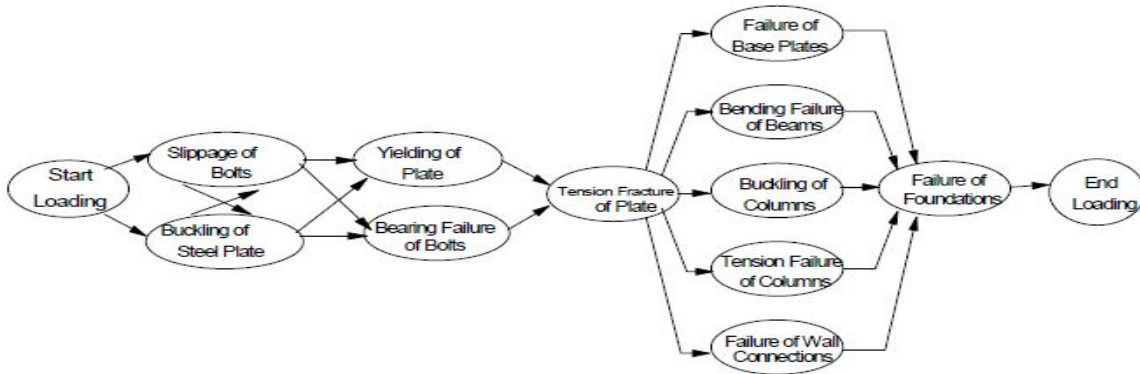 Start
Loading
Slippage of
Bolts
Buckling of
Steel Plate
Yielding of
Plate
Bearing Failure
of Bolts
Tension Fracture
of Plate
Failure of
Base Plates
Bending Failure
of Beams
Buckling of
Columns
Tension Failure
of Columns
Failure of Wall
Connections
Failure of
Foundations
End
Loading